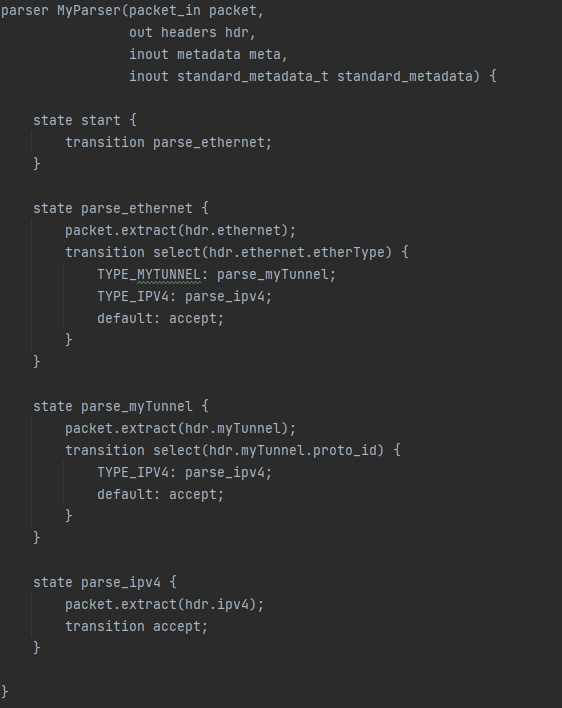 parser MyParser(packet_in packet,
                out headers hdr,
                inout metadata meta,
                inout standard_metadata_t standard_metadata) {

    state start {
        transition parse_ethernet;
    }

    state parse_ethernet {
        packet.extract(hdr.ethernet);
        transition select(hdr.ethernet.etherType) {
            TYPE_MYTUNNEL: parse_myTunnel;
            TYPE_IPV4: parse_ipv4;
            default: accept;
        }
    }

    state parse_myTunnel {
        packet.extract(hdr.myTunnel);
        transition select(hdr.myTunnel.proto_id) {
            TYPE_IPV4: parse_ipv4;
            default: accept;
        }
    }

    state parse_ipv4 {
        packet.extract(hdr.ipv4);
        transition accept;
    }

}